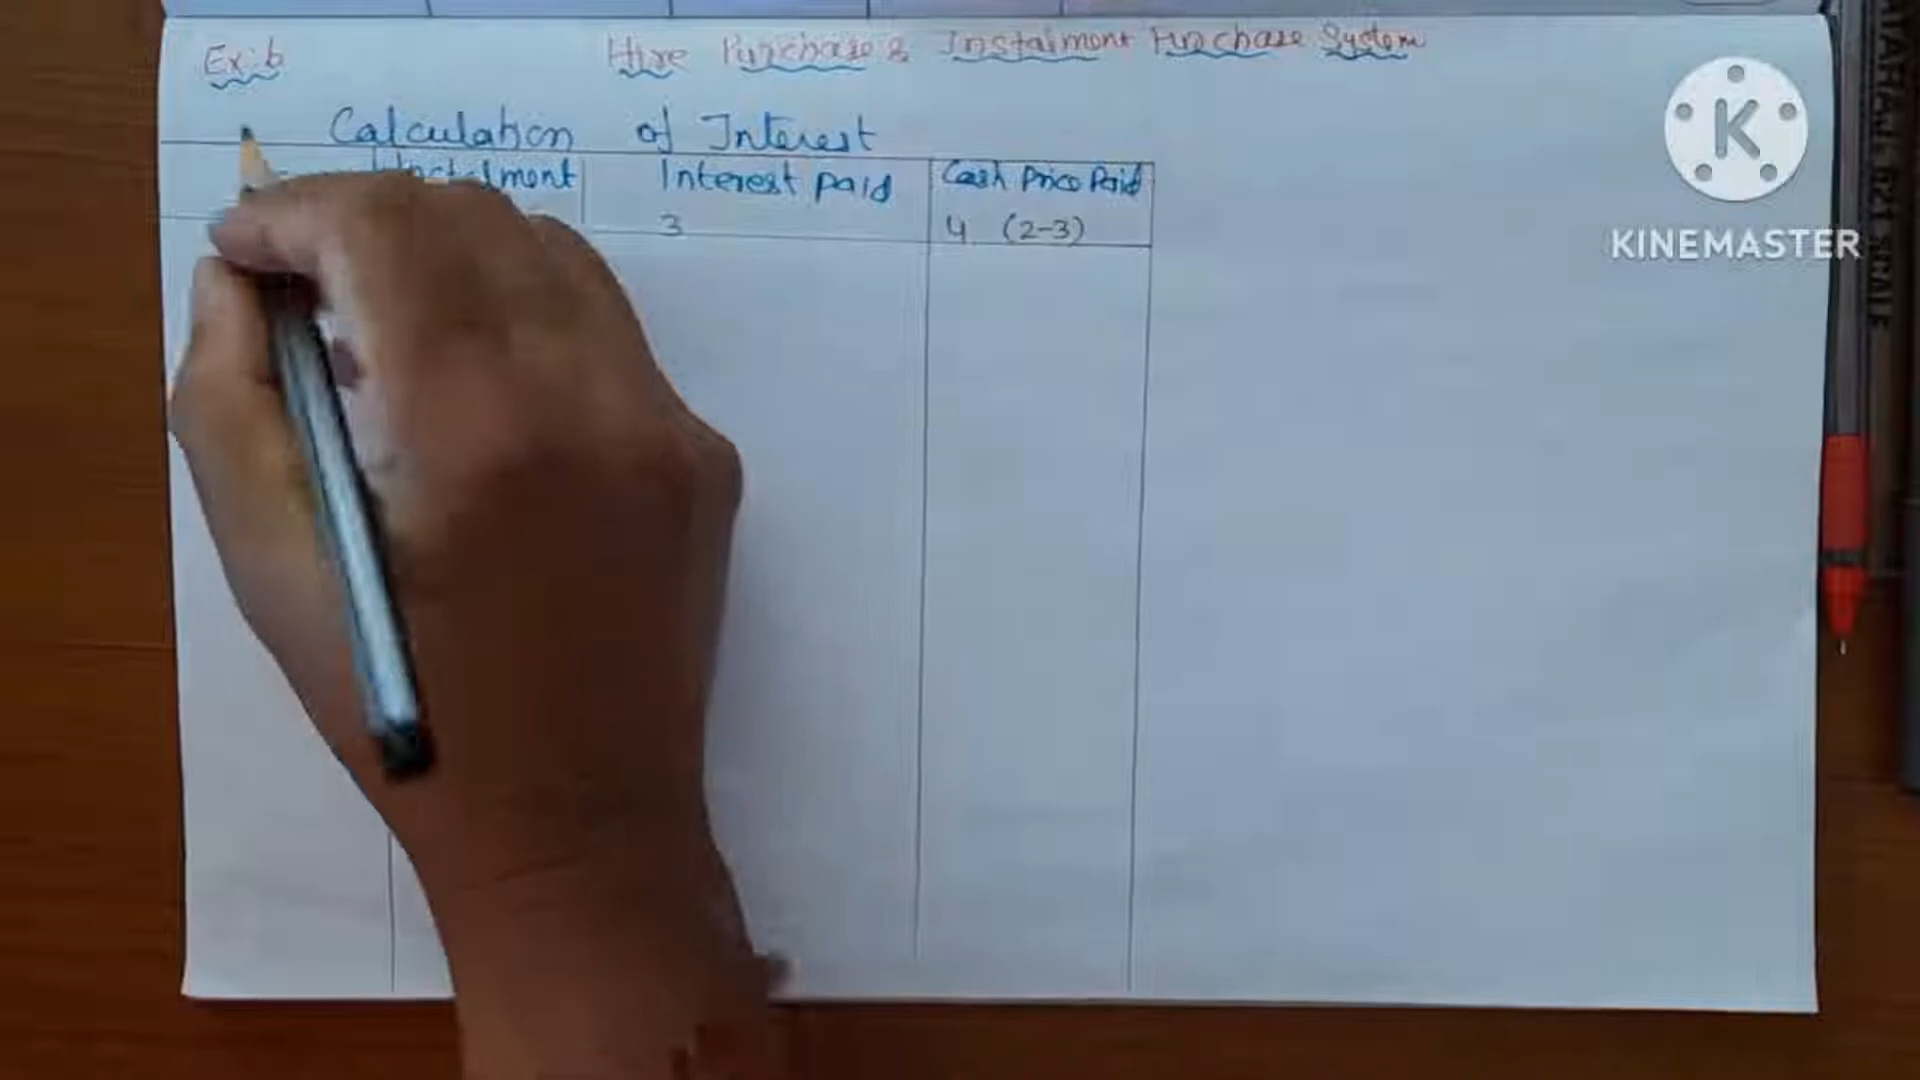 Ex:6 Hire Purchase & Instalment Purchase System
Calculation of Interest
Instalment Interest paid Cash Price Paid
3 4 (2-3)
KINEMASTER